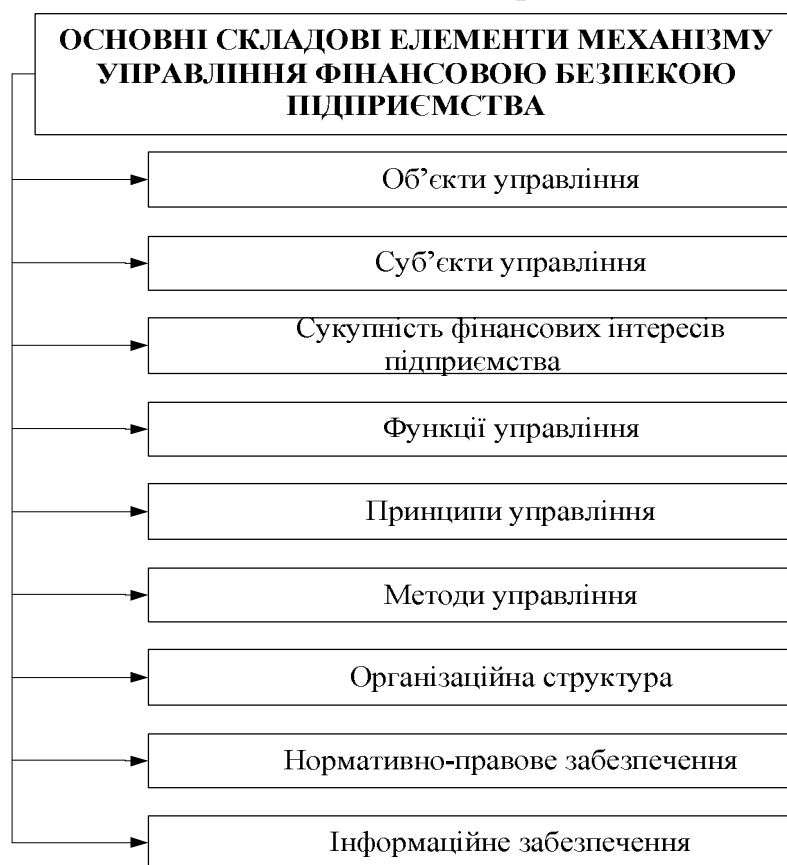 ОСНОВНІ СКЛАДОВІ ЕЛЕМЕНТИ МЕХАНІЗМУ
УПРАВЛІННЯ ФІНАНСОВОЮ БЕЗПЕКОЮ
ПІДПРИЄМСТВА
Об’єкти управління
Суб’єкти управління
Сукупність фінансових інтересів
підприємства
Функції управління
Принципи управління
Методи управління
Організаційна структура
Нормативно-правове забезпечення
Інформаційне забезпечення